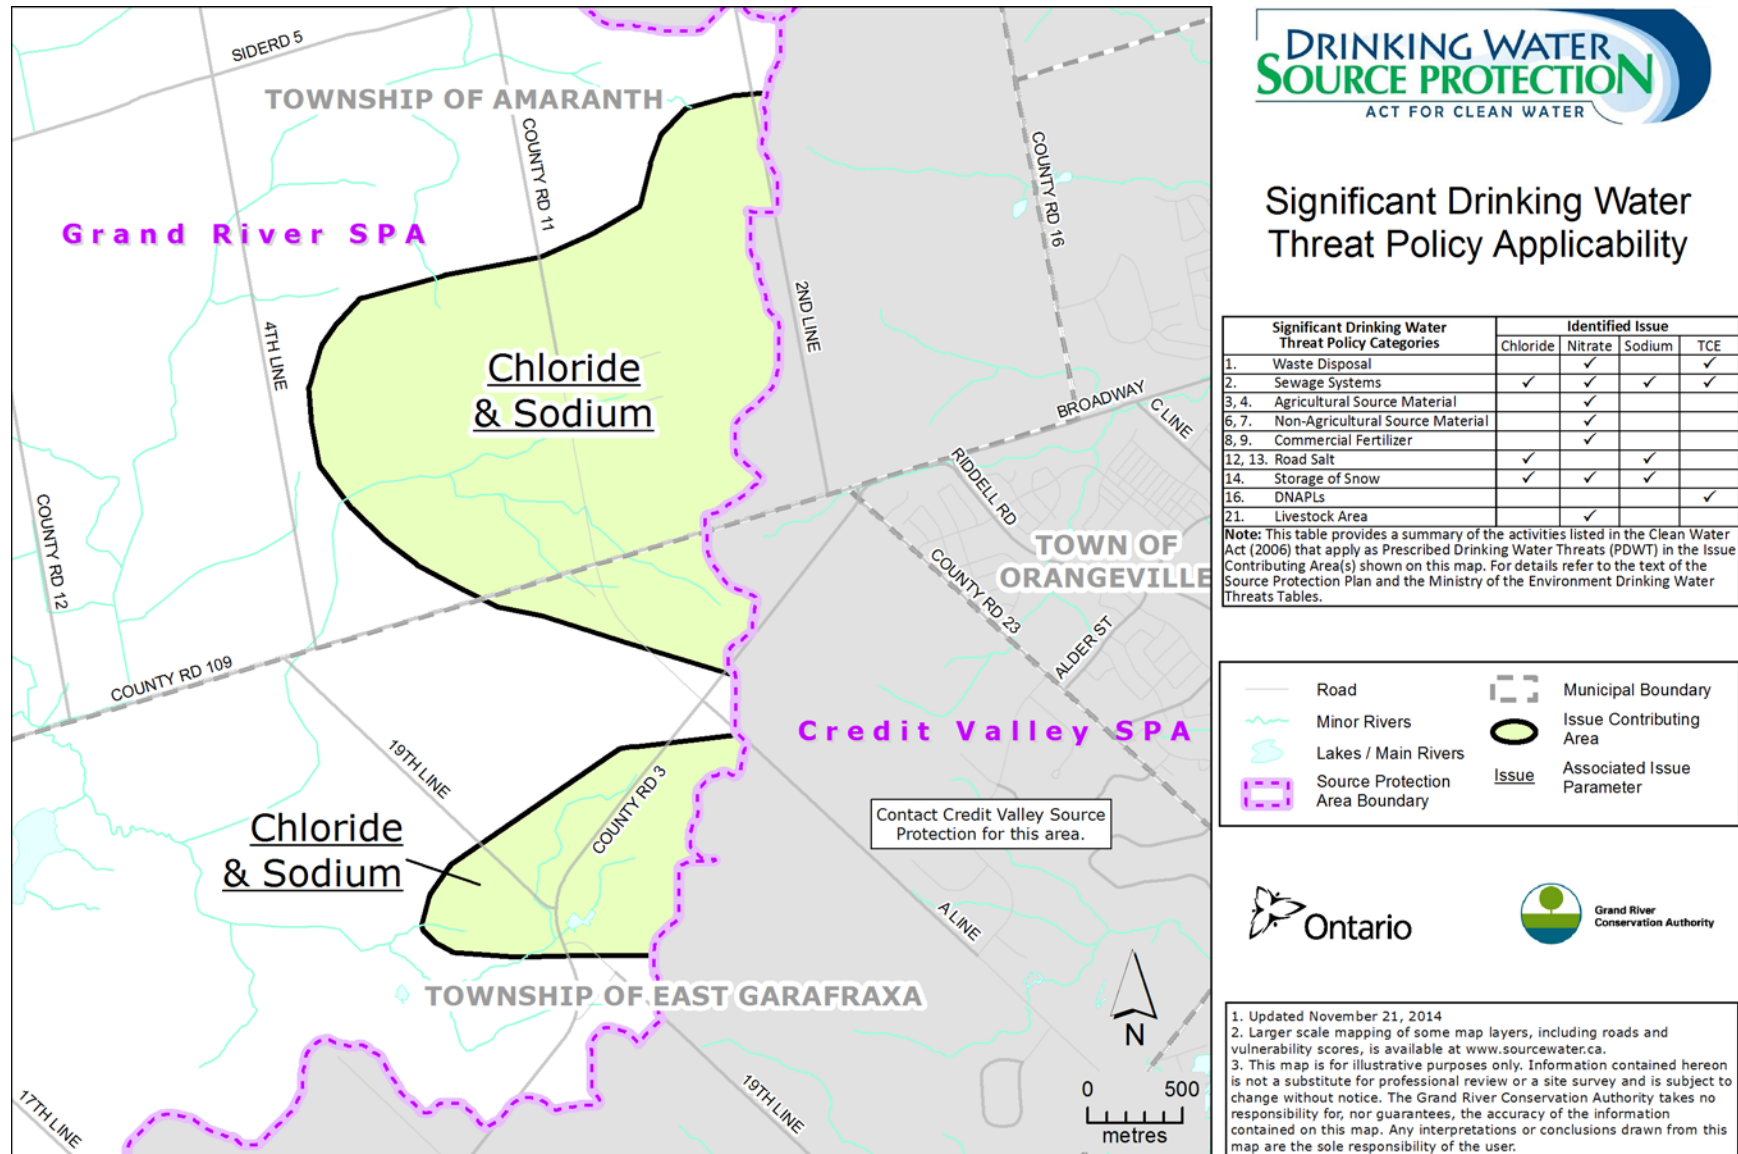 SIDERD 5
TOWNSHIP OF AMARANTH
COUNTY RD 11
COUNTY RD 16
Grand River SPA
4TH LINE
2ND LINE
Chloride
& Sodium
BROADWAY
C LINE
RIDDELL RD
COUNTY RD 12
TOWN OF
ORANGEVILLE
COUNTY RD 23
ALDER ST
COUNTY RD 109
Credit Valley SPA
19TH LINE
COUNTY RD 3
Chloride
& Sodium
Contact Credit Valley Source
Protection for this area.
A LINE
TOWNSHIP OF EAST GARAFRAXA
N
17TH LINE
19TH LINE
0 500
metres
DRINKING WATER
SOURCE PROTECTION
ACT FOR CLEAN WATER
Significant Drinking Water
Threat Policy Applicability
Significant Drinking Water
Threat Policy Categories
Identified Issue
Chloride Nitrate Sodium TCE
1. Waste Disposal ✓ ✓
2. Sewage Systems ✓ ✓ ✓ ✓
3, 4. Agricultural Source Material ✓
6, 7. Non-Agricultural Source Material ✓
8, 9. Commercial Fertilizer ✓
12, 13. Road Salt ✓ ✓
14. Storage of Snow ✓ ✓ ✓
16. DNAPLs ✓
21. Livestock Area ✓
Note: This table provides a summary of the activities listed in the Clean Water
Act (2006) that apply as Prescribed Drinking Water Threats (PDWT) in the Issue
Contributing Area(s) shown on this map. For details refer to the text of the
Source Protection Plan and the Ministry of the Environment Drinking Water
Threats Tables.
Road
Minor Rivers
Lakes / Main Rivers
Source Protection
Area Boundary
Municipal Boundary
Issue Contributing
Area
Issue
Associated Issue
Parameter
Ontario
Grand River
Conservation Authority
1. Updated November 21, 2014
2. Larger scale mapping of some map layers, including roads and
vulnerability scores, is available at www.sourcewater.ca.
3. This map is for illustrative purposes only. Information contained hereon
is not a substitute for professional review or a site survey and is subject to
change without notice. The Grand River Conservation Authority takes no
responsibility for, nor guarantees, the accuracy of the information
contained on this map. Any interpretations or conclusions drawn from this
map are the sole responsibility of the user.